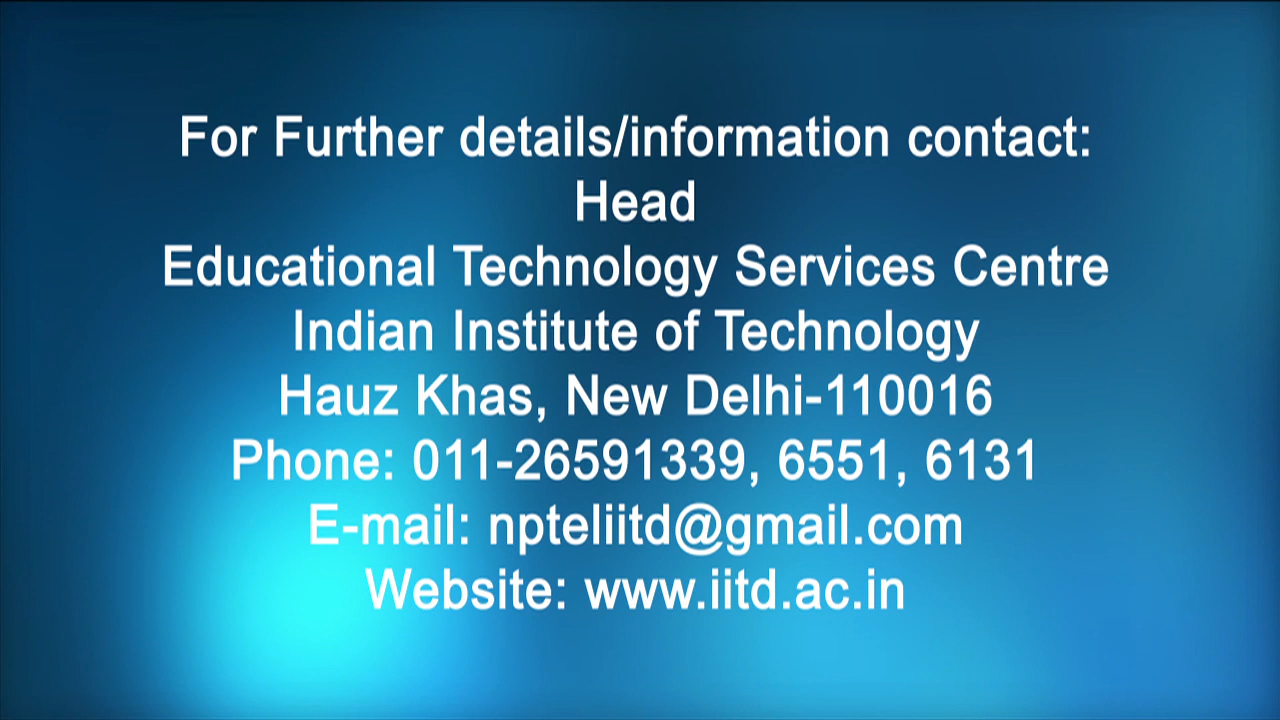 For Further details/information contact:
Head
Educational Technology Services Centre
Indian Institute of Technology
Hauz Khas, New Delhi-110016
Phone: 011-26591339, 6551, 6131
E-mail: npteliitd@gmail.com
Website: www.iitd.ac.in